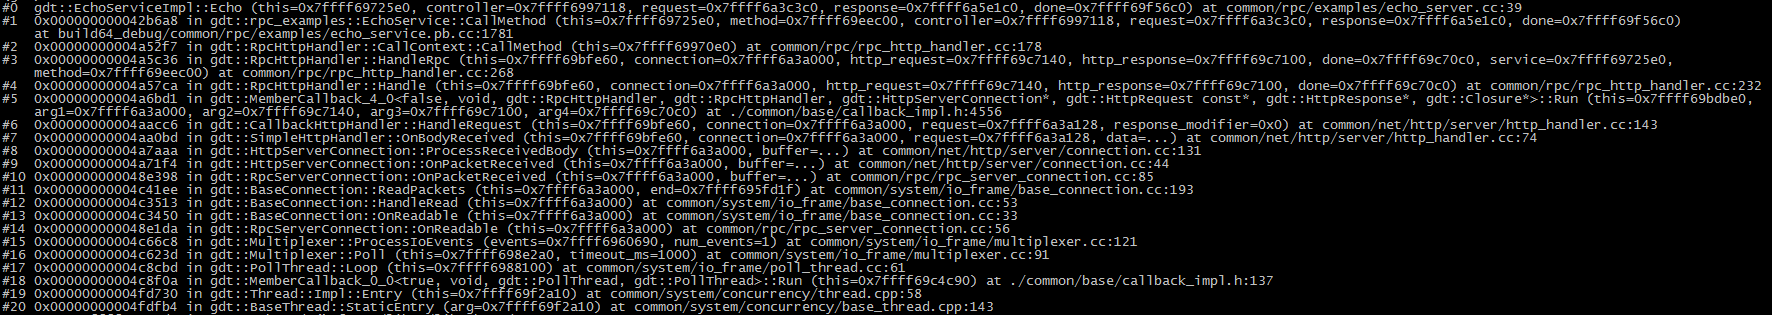 #0  gdt::EchoServiceImpl::Echo (this=0x7ffff69725e0, controller=0x7ffff6997118, request=0x7ffff6a3c3c0, response=0x7ffff6a5e1c0, done=0x7ffff69f56c0) at common/rpc/examples/echo_server.cc:39
#1  0x000000000042b6a8 in gdt::rpc_examples::EchoService::CallMethod (this=0x7ffff69725e0, method=0x7ffff69eec00, controller=0x7ffff6997118, request=0x7ffff6a3c3c0, response=0x7ffff6a5e1c0, done=0x7ffff69f56c0)
at build64_debug/common/rpc/examples/echo_service.pb.cc:1781
#2  0x00000000004a52f7 in gdt::RpcHttpHandler::CallContext::CallMethod (this=0x7ffff69970e0) at common/rpc/rpc_http_handler.cc:178
#3  0x00000000004a5c36 in gdt::RpcHttpHandler::HandleRpc (this=0x7ffff69bfe60, connection=0x7ffff6a3a000, http_request=0x7ffff69c7140, http_response=0x7ffff69c7100, done=0x7ffff69c70c0, service=0x7ffff69725e0,
method=0x7ffff69eec00) at common/rpc/rpc_http_handler.cc:268
#4  0x00000000004a57ca in gdt::RpcHttpHandler::Handle (this=0x7ffff69bfe60, connection=0x7ffff6a3a000, http_request=0x7ffff69c7140, http_response=0x7ffff69c7100, done=0x7ffff69c70c0) at common/rpc/rpc_http_handler.cc:232
#5  0x00000000004a6bd1 in gdt::MemberCallback_4_0<false, void, gdt::RpcHttpHandler, gdt::RpcHttpHandler, gdt::HttpServerConnection*, gdt::HttpRequest const*, gdt::HttpResponse*, gdt::Closure*>::Run (this=0x7ffff69bdbe0,
arg1=0x7ffff6a3a000, arg2=0x7ffff69c7140, arg3=0x7ffff69c7100, arg4=0x7ffff69c70c0) at ./common/base/callback_impl.h:4556
#6  0x00000000004aacc6 in gdt::CallbackHttpHandler::HandleRequest (this=0x7ffff69bfe60, connection=0x7ffff6a3a000, request=0x7ffff6a3a128, response_modifier=0x0) at common/net/http/server/http_handler.cc:143
#7  0x00000000004aa0bd in gdt::SimpleHttpHandler::OnBodyReceived (this=0x7ffff69bfe60, connection=0x7ffff6a3a000, request=0x7ffff6a3a128, data=...) at common/net/http/server/http_handler.cc:74
#8  0x00000000004a7aaa in gdt::HttpServerConnection::ProcessReceivedBody (this=0x7ffff6a3a000, buffer=...) at common/net/http/server/connection.cc:131
#9  0x00000000004a71f4 in gdt::HttpServerConnection::OnPacketReceived (this=0x7ffff6a3a000, buffer=...) at common/net/http/server/connection.cc:44
#10 0x000000000048e398 in gdt::RpcServerConnection::OnPacketReceived (this=0x7ffff6a3a000, buffer=...) at common/rpc/rpc_server_connection.cc:85
#11 0x00000000004c41ee in gdt::BaseConnection::ReadPackets (this=0x7ffff6a3a000, end=0x7ffff695fd1f) at common/system/io_frame/base_connection.cc:193
#12 0x00000000004c3513 in gdt::BaseConnection::HandleRead (this=0x7ffff6a3a000) at common/system/io_frame/base_connection.cc:53
#13 0x00000000004c3450 in gdt::BaseConnection::OnReadable (this=0x7ffff6a3a000) at common/system/io_frame/base_connection.cc:33
#14 0x000000000048e1da in gdt::RpcServerConnection::OnReadable (this=0x7ffff6a3a000) at common/rpc/rpc_server_connection.cc:56
#15 0x00000000004c66c8 in gdt::Multiplexer::ProcessIoEvents (events=0x7ffff6960690, num_events=1) at common/system/io_frame/multiplexer.cc:121
#16 0x00000000004c623d in gdt::Multiplexer::Poll (this=0x7ffff698e2a0, timeout_ms=1000) at common/system/io_frame/multiplexer.cc:91
#17 0x00000000004c8cbd in gdt::PollThread::Loop (this=0x7ffff6988100) at common/system/io_frame/poll_thread.cc:61
#18 0x00000000004c8f0a in gdt::MemberCallback_0_0<true, void, gdt::PollThread, gdt::PollThread>::Run (this=0x7ffff69c4c90) at ./common/base/callback_impl.h:137
#19 0x00000000004fd730 in gdt::Thread::Impl::Entry (this=0x7ffff69f2a10) at common/system/concurrency/thread.cpp:58
#20 0x00000000004fdfb4 in gdt::BaseThread::StaticEntry (arg=0x7ffff69f2a10) at common/system/concurrency/base_thread.cpp:143